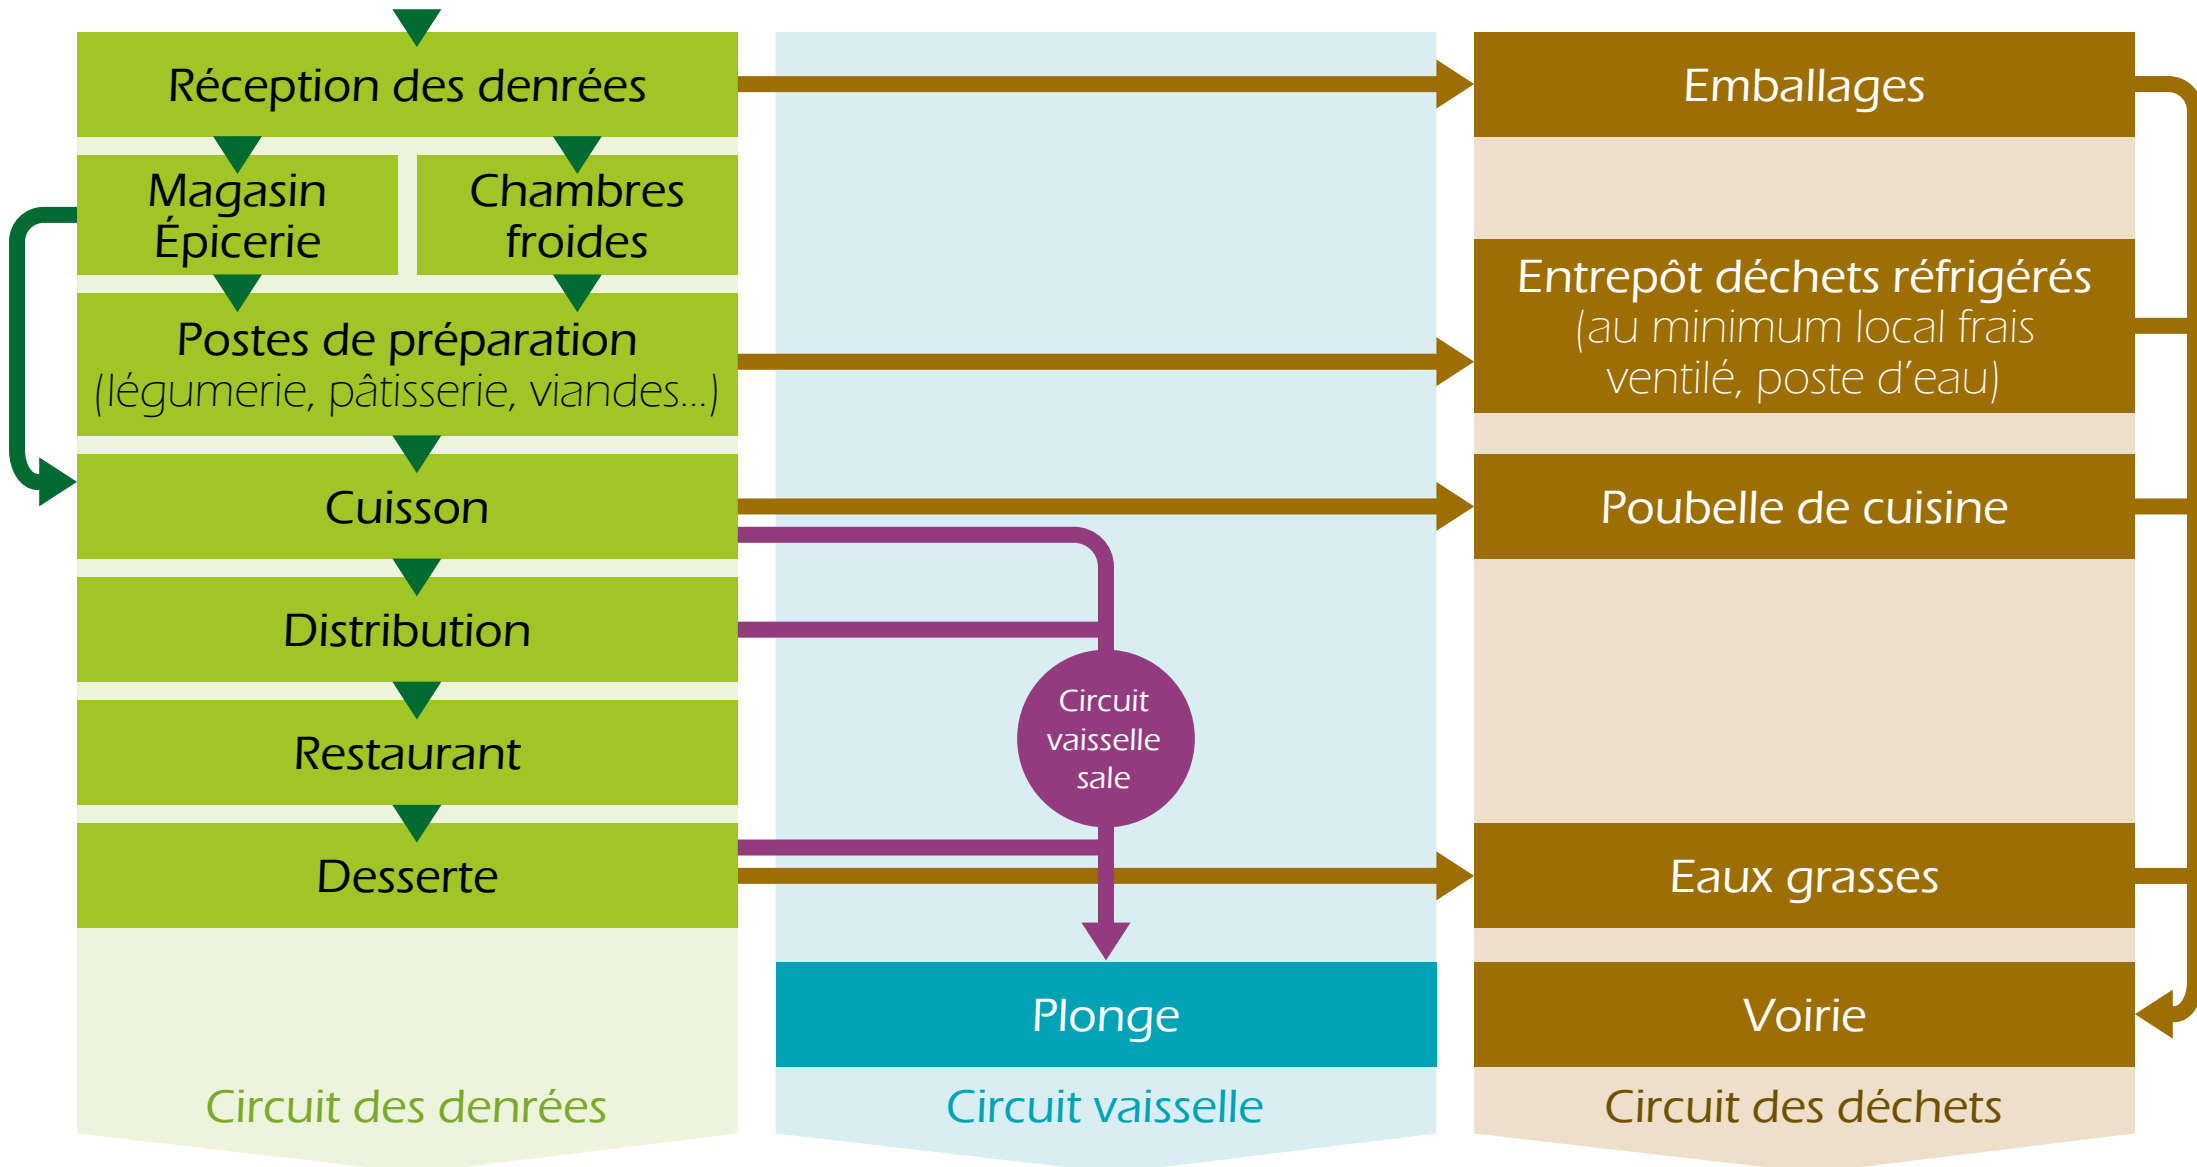 Réception des denrées
Magasin
Épicerie
Chambres
froides
Postes de préparation
(légumerie, pâtisserie, viandes...)
Cuisson
Distribution
Restaurant
Desserte
Circuit des denrées
Circuit
vaisselle
sale
Plonge
Circuit vaisselle
Emballages
Entrepôt déchets réfrigérés
(au minimum local frais
ventilé, poste d’eau)
Poubelle de cuisine
Eaux grasses
Voirie
Circuit des déchets